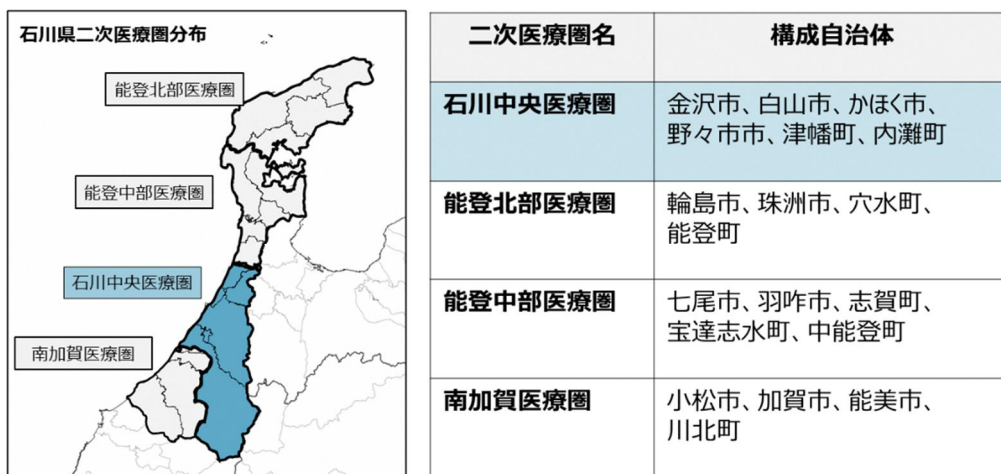 石川県二次医療圏分布
能登北部医療圏
能登中部医療圏
石川中央医療圏
南加賀医療圏
二次医療圏名 構成自治体
石川中央医療圏 金沢市、白山市、かほく市、
野々市市、津幡町、内灘町
能登北部医療圏 輪島市、珠洲市、穴水町、
能登町
能登中部医療圏 七尾市、羽咋市、志賀町、
宝達志水町、中能登町
南加賀医療圏 小松市、加賀市、能美市、
川北町